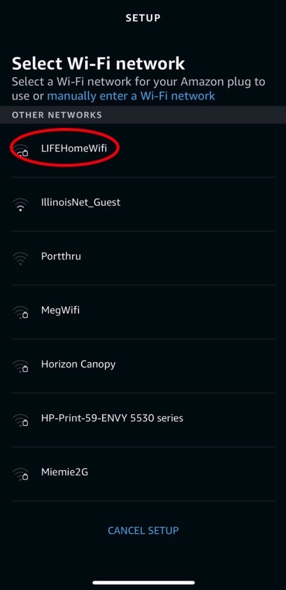 SETUP
Select Wi-Fi network
Select a Wi-Fi network for your Amazon plug to
use or manually enter a Wi-Fi network
OTHER NETWORKS
LIFEHomeWifi
IllinoisNet_Guest
Portthru
MegWifi
Horizon Canopy
HP-Print-59-ENVY 5530 series
Miemie2G
CANCEL SETUP